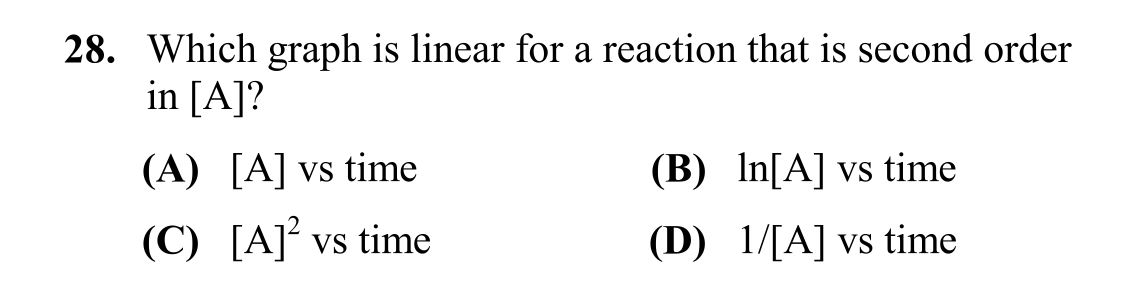 28. Which graph is linear for a reaction that is second order
in [A]?
(A) [A] vs time (B) ln[A] vs time
(C) [A]² vs time (D) 1/[A] vs time